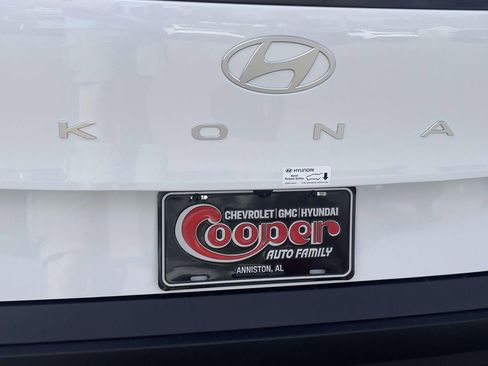 KONA
HYUNDAI
CHEVROLET | GMC | HYUNDAI
Cooper
AUTO FAMILY
ANNISTON, AL